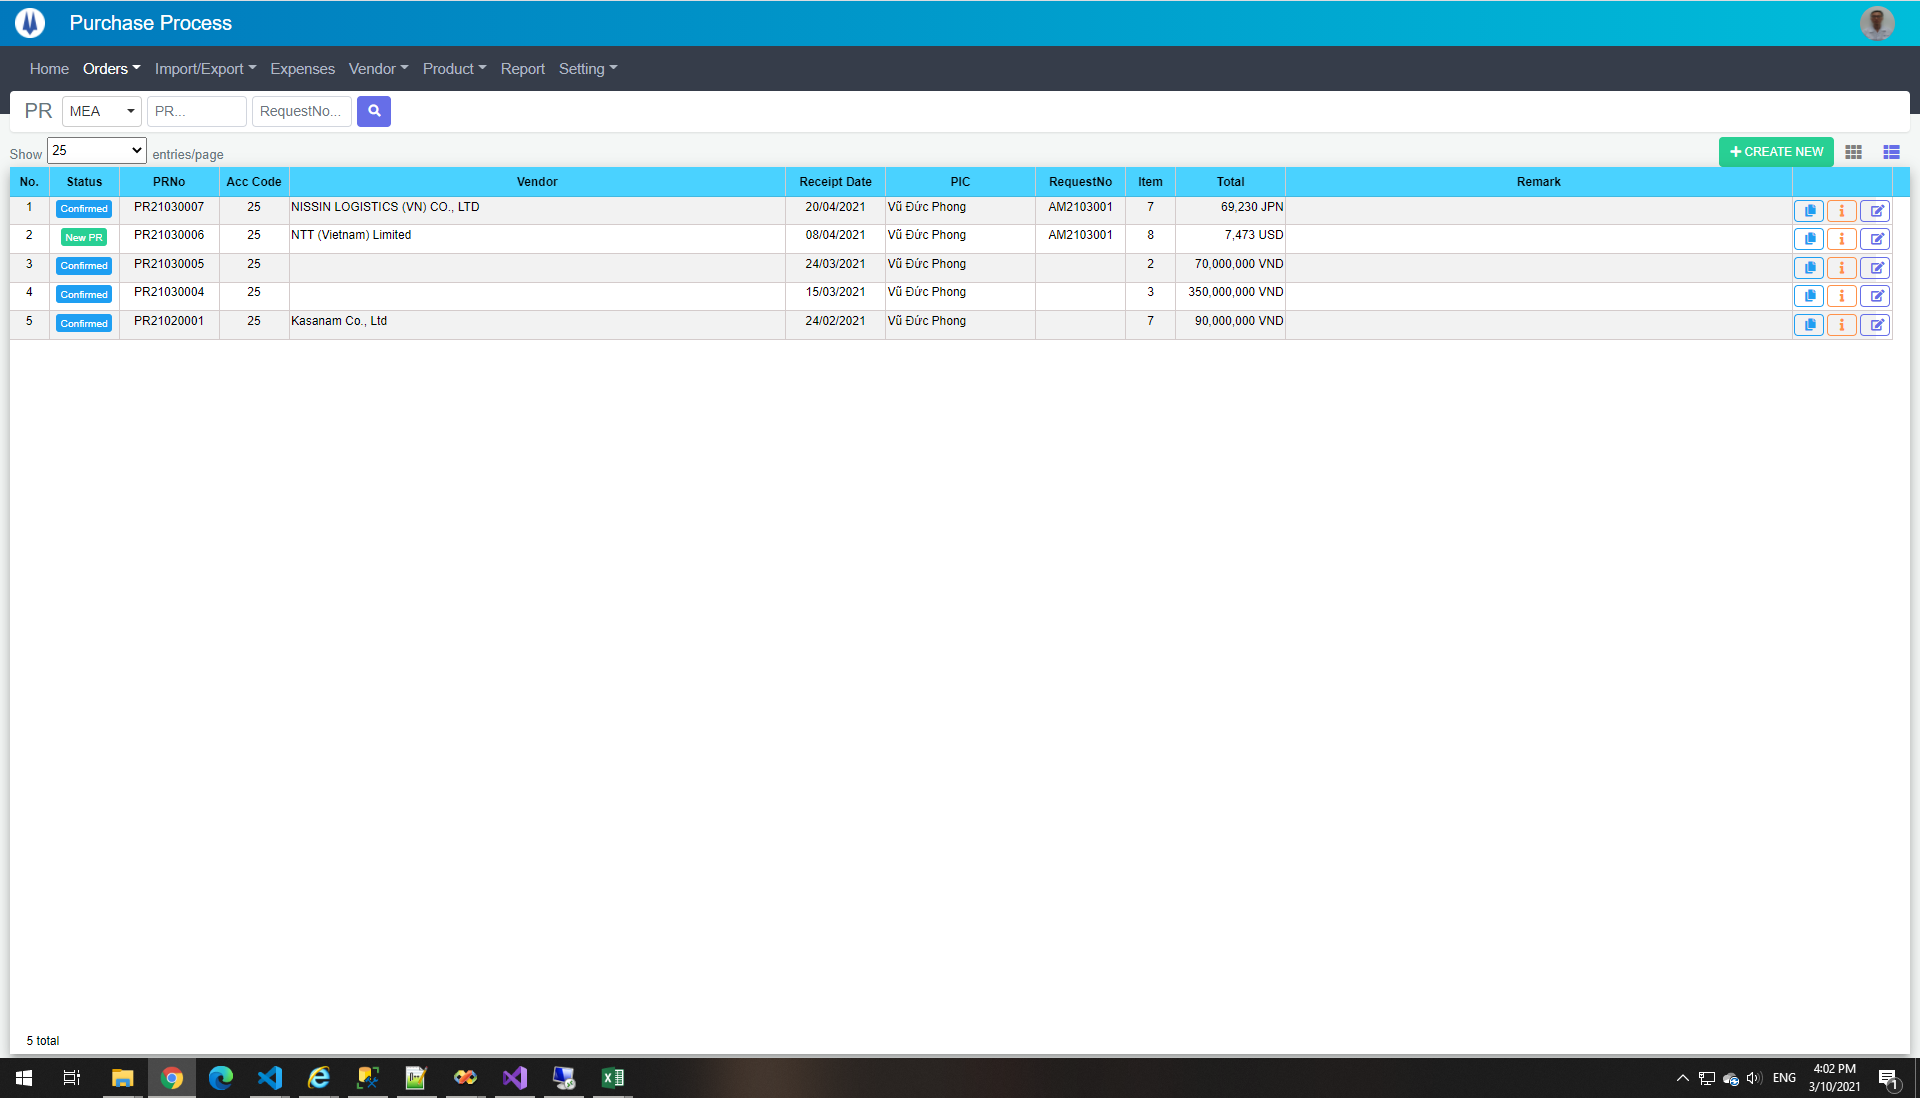 Purchase Process
Home Orders Import/Export Expenses Vendor Product Report Setting
PR MEA PR... RequestNo...
Show 25 entries/page CREATE NEW
No. Status PRNo Acc Code Vendor Receipt Date PIC RequestNo Item Total Remark
1 Confirmed PR21030007 25 NISSIN LOGISTICS (VN) CO., LTD 20/04/2021 Vũ Đức Phong AM2103001 7 69,230 JPN
2 New PR PR21030006 25 NTT (Vietnam) Limited 08/04/2021 Vũ Đức Phong AM2103001 8 7,473 USD
3 Confirmed PR21030005 25 24/03/2021 Vũ Đức Phong 2 70,000,000 VND
4 Confirmed PR21030004 25 15/03/2021 Vũ Đức Phong 3 350,000,000 VND
5 Confirmed PR21020001 25 Kasanam Co., Ltd 24/02/2021 Vũ Đức Phong 7 90,000,000 VND
5 total
ENG 4:02 PM
3/10/2021 1